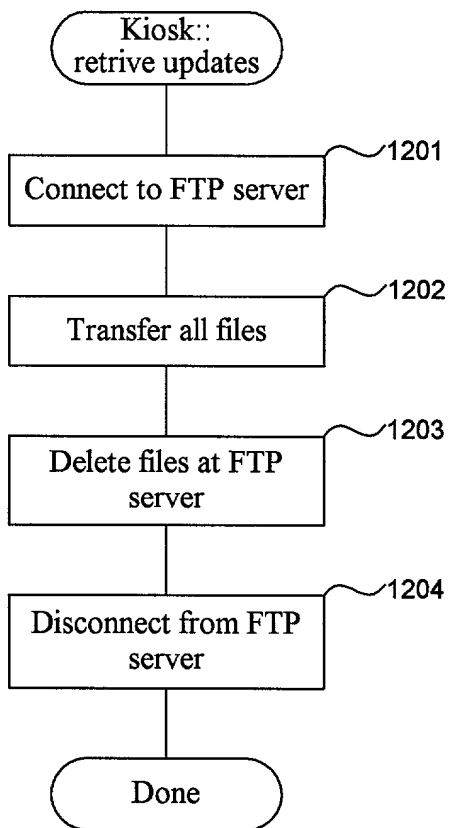 Kiosk::
retrive updates
1201
Connect to FTP server
1202
Transfer all files
1203
Delete files at FTP
server
1204
Disconnect from FTP
server
Done